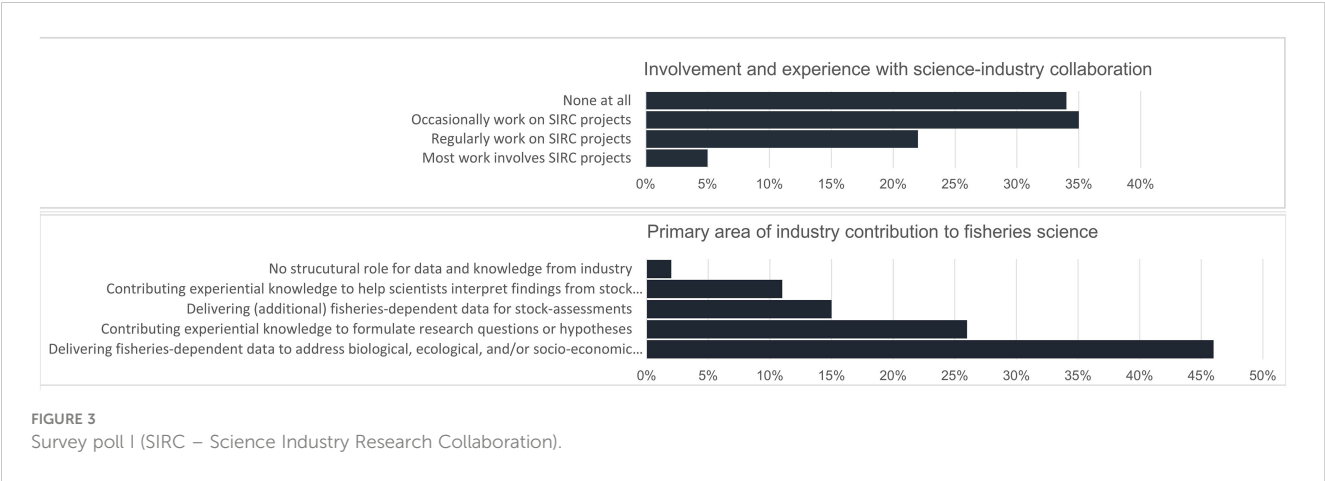 Involvement and experience with science-industry collaboration
None at all
Occasionally work on SIRC projects
Regularly work on SIRC projects
Most work involves SIRC projects
0% 5% 10% 15% 20% 25% 30% 35% 40%
Primary area of industry contribution to fisheries science
No strucutural role for data and knowledge from industry
Contributing experiential knowledge to help scientists interpret findings from stock...
Delivering (additional) fisheries-dependent data for stock-assessments
Contributing experiential knowledge to formulate research questions or hypotheses
Delivering fisheries-dependent data to address biological, ecological, and/or socio-economic...
0% 5% 10% 15% 20% 25% 30% 35% 40% 45% 50%
FIGURE 3
Survey poll I (SIRC – Science Industry Research Collaboration).